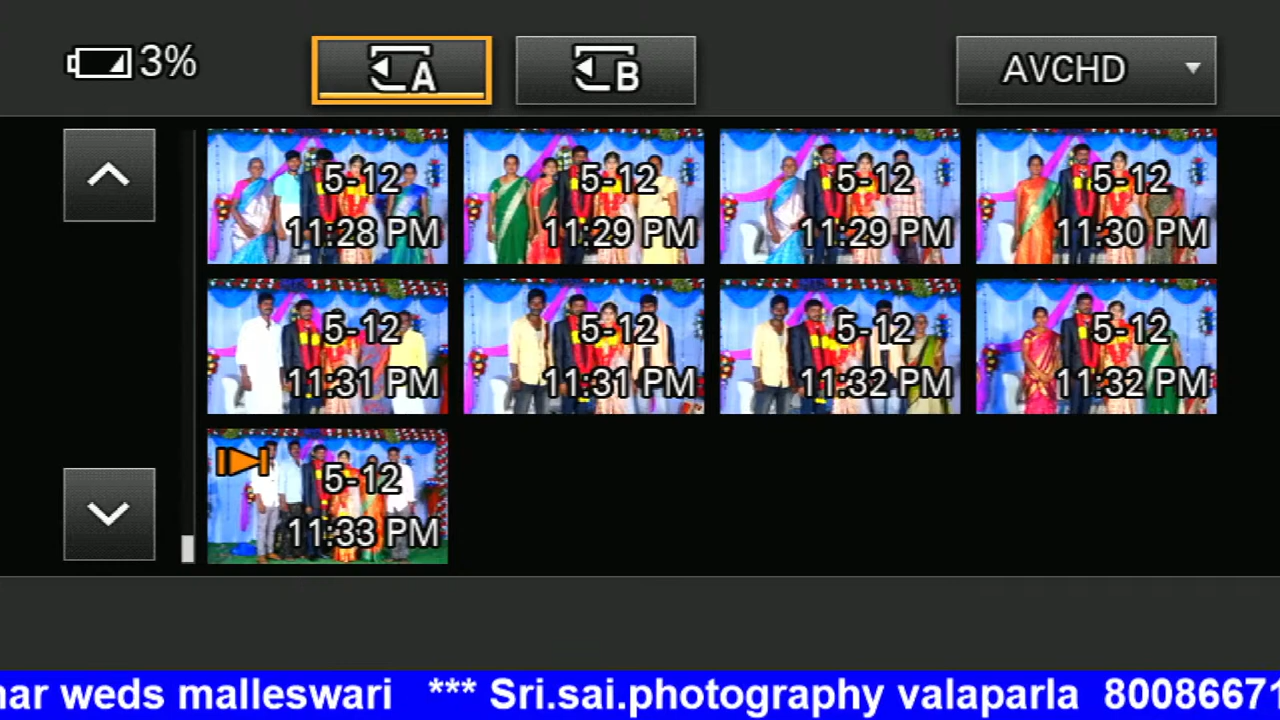 3%
A
B
AVCHD
5-12
11:28 PM
5-12
11:29 PM
5-12
11:29 PM
5-12
11:30 PM
5-12
11:31 PM
5-12
11:31 PM
5-12
11:32 PM
5-12
11:32 PM
5-12
11:33 PM
weds malleswari *** Sri.sai.photography valaparla